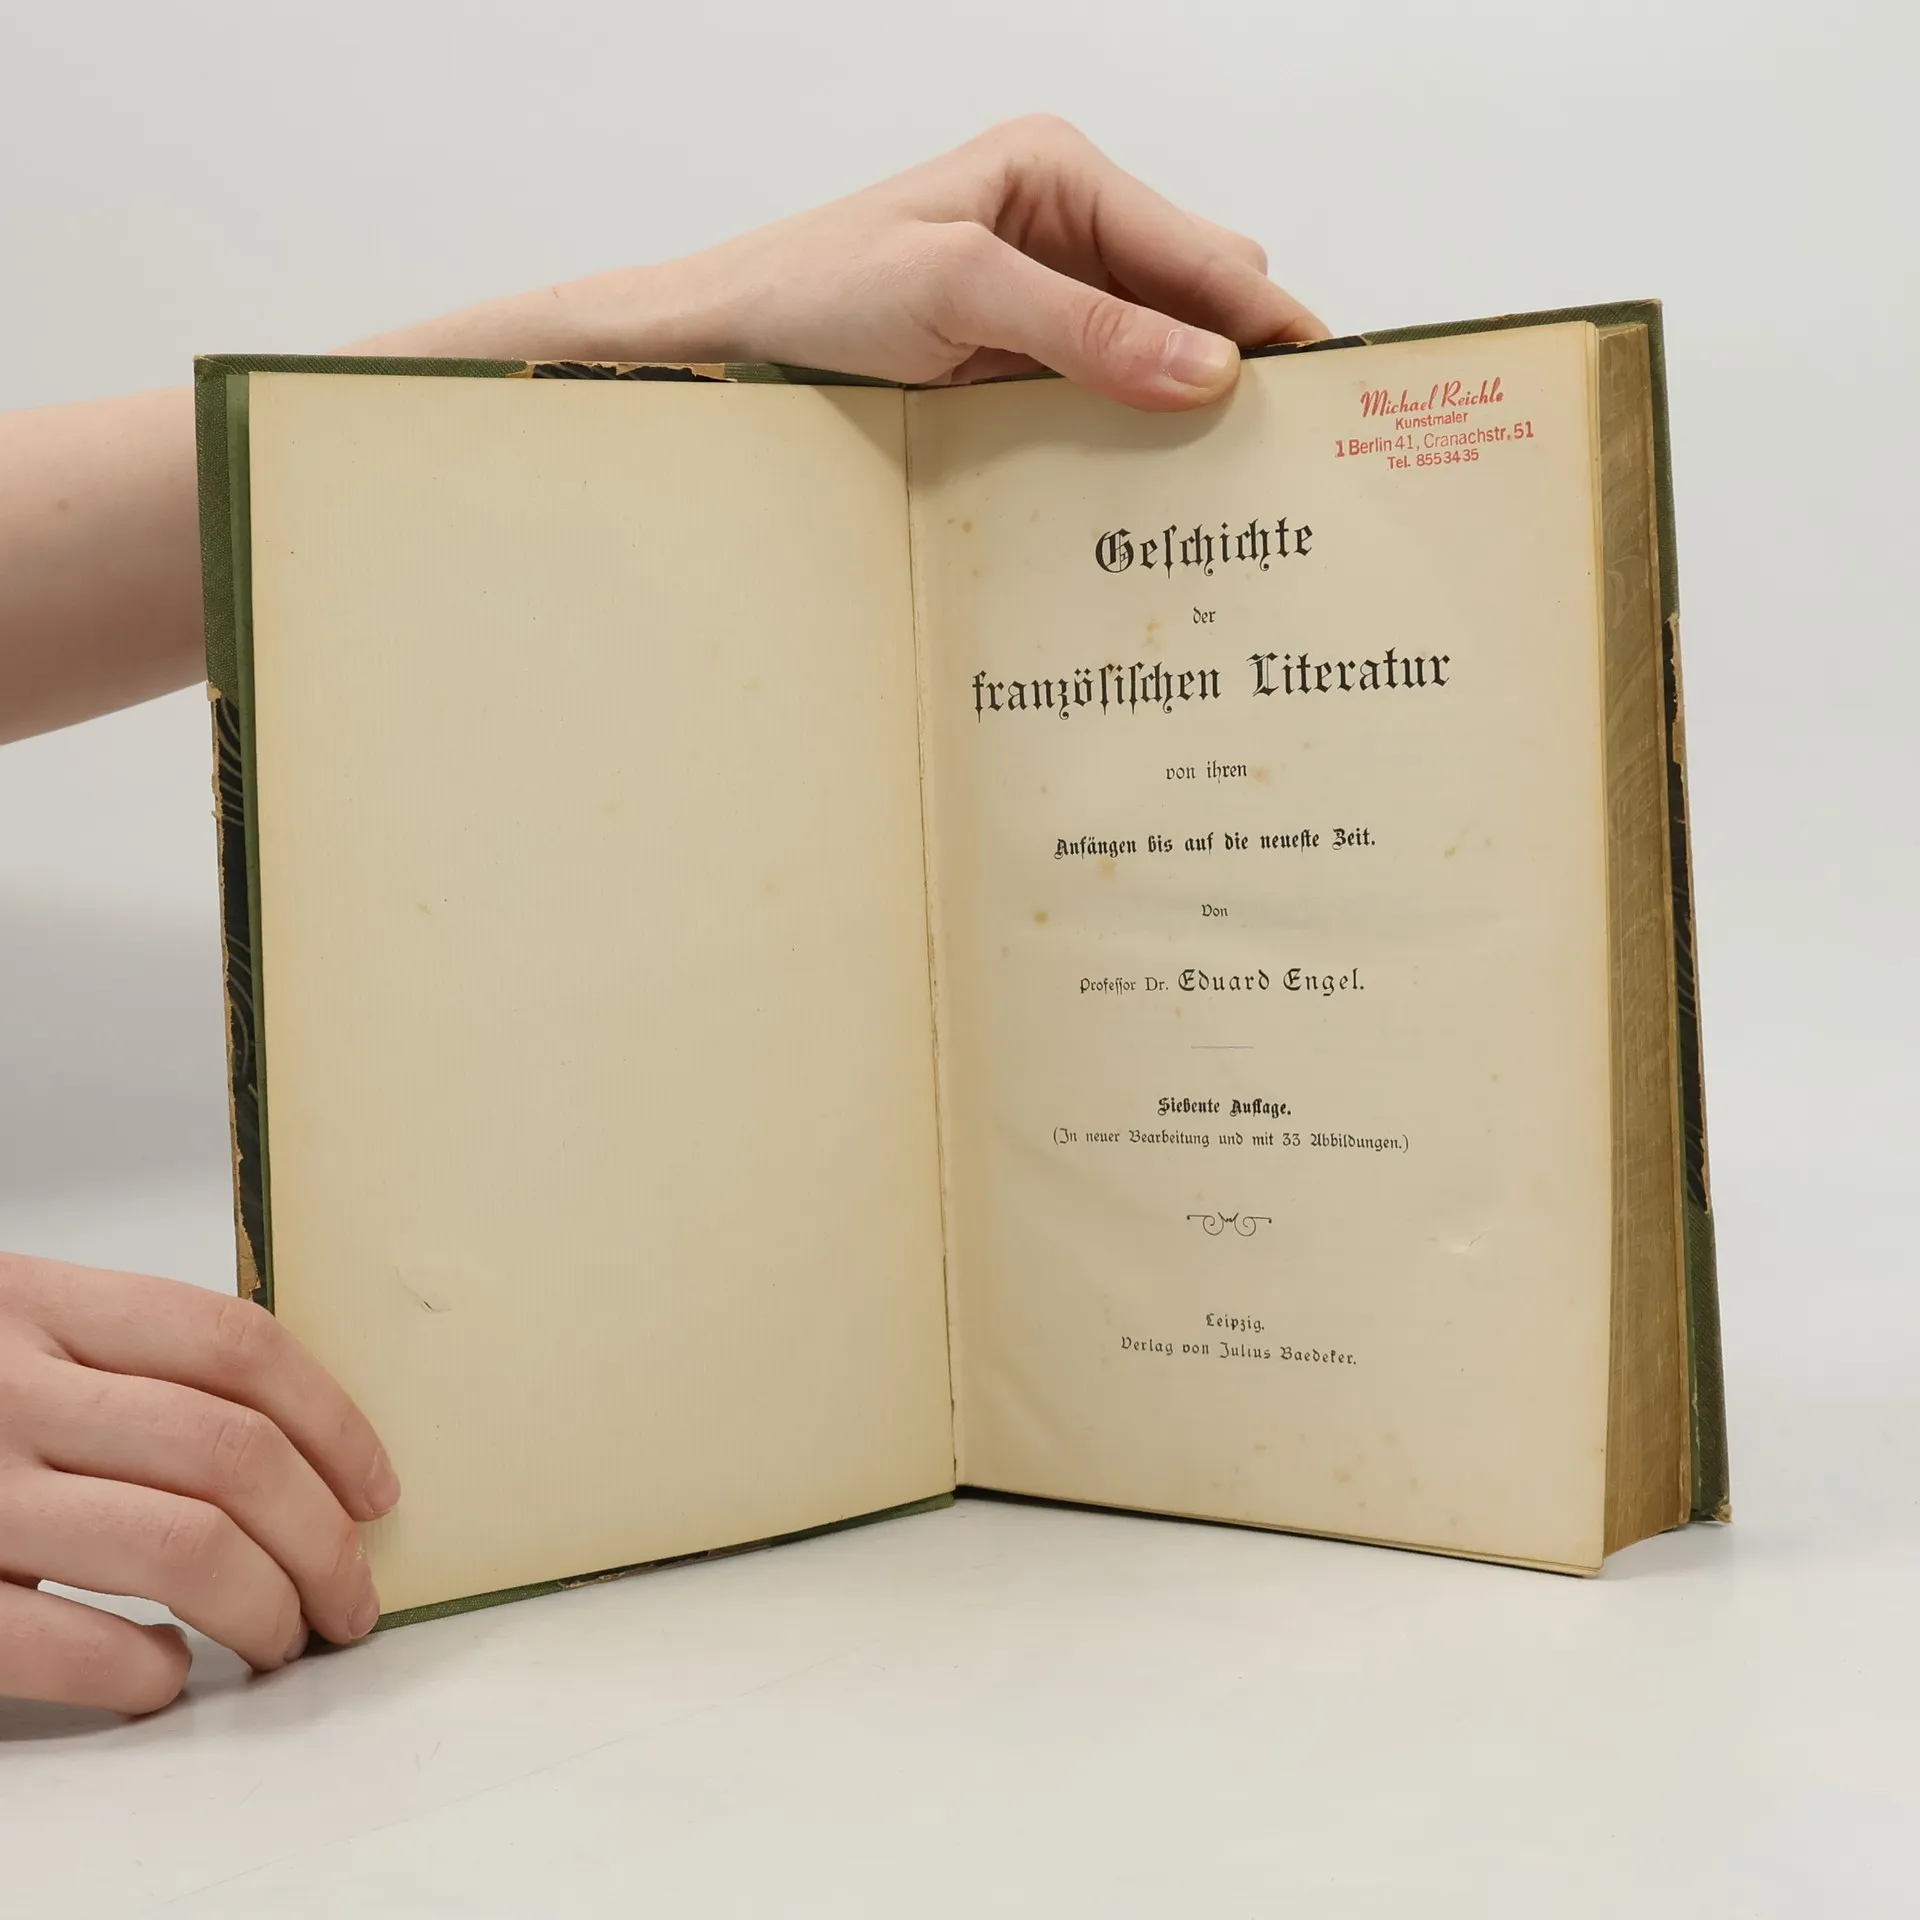 Michael Reichle
Kunstmaler
1 Berlin 41, Cranachstr. 51
Tel. 8553435
Geſchichte
der
franzöſiſchen Literatur
von ihren
Anfängen bis auf die neueſte Zeit.
Von
Profeſſor Dr. Eduard Engel.
Siebente Auflage.
(In neuer Bearbeitung und mit 33 Abbildungen.)
Leipzig.
Verlag von Julius Baedeker.